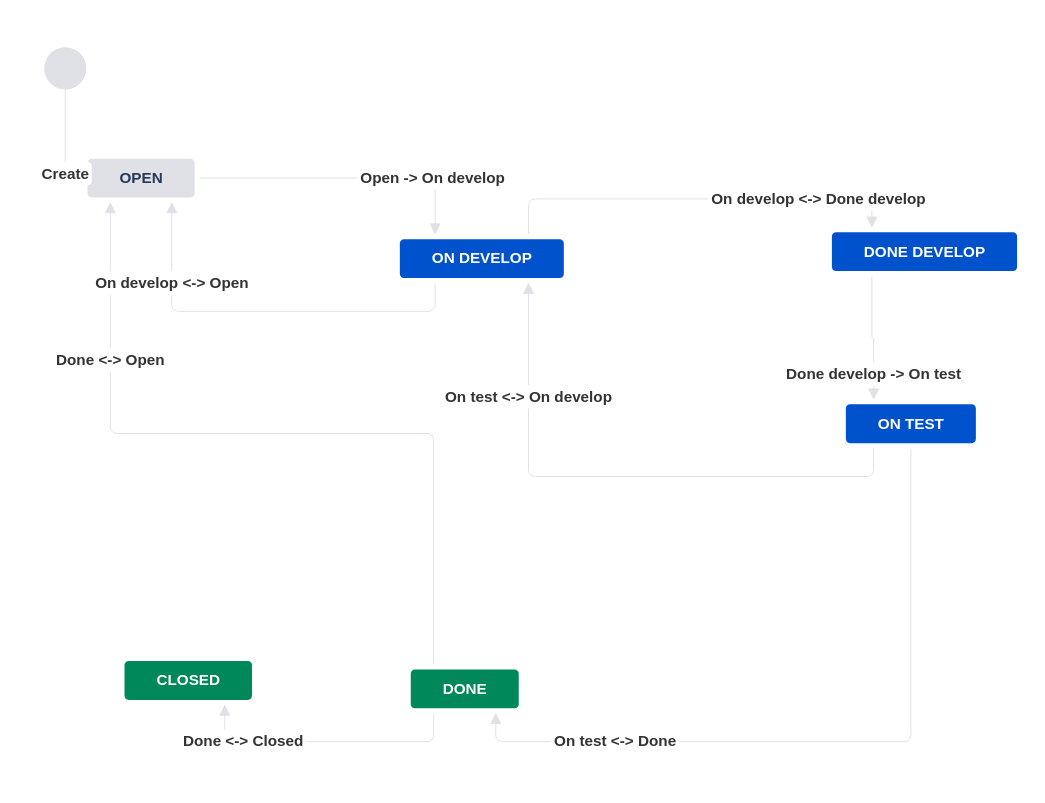 Create
OPEN
Open -> On develop
On develop <-> Done develop
ON DEVELOP
DONE DEVELOP
On develop <-> Open
Done <-> Open
Done develop -> On test
On test <-> On develop
ON TEST
CLOSED
DONE
Done <-> Closed
On test <-> Done